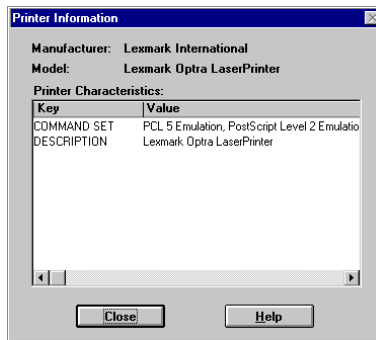 Printer Information
Manufacturer: Lexmark International
Model: Lexmark Optra LaserPrinter
Printer Characteristics:
Key Value
COMMAND SET PCL 5 Emulation, PostScript Level 2 Emulatio
DESCRIPTION Lexmark Optra LaserPrinter
Close Help